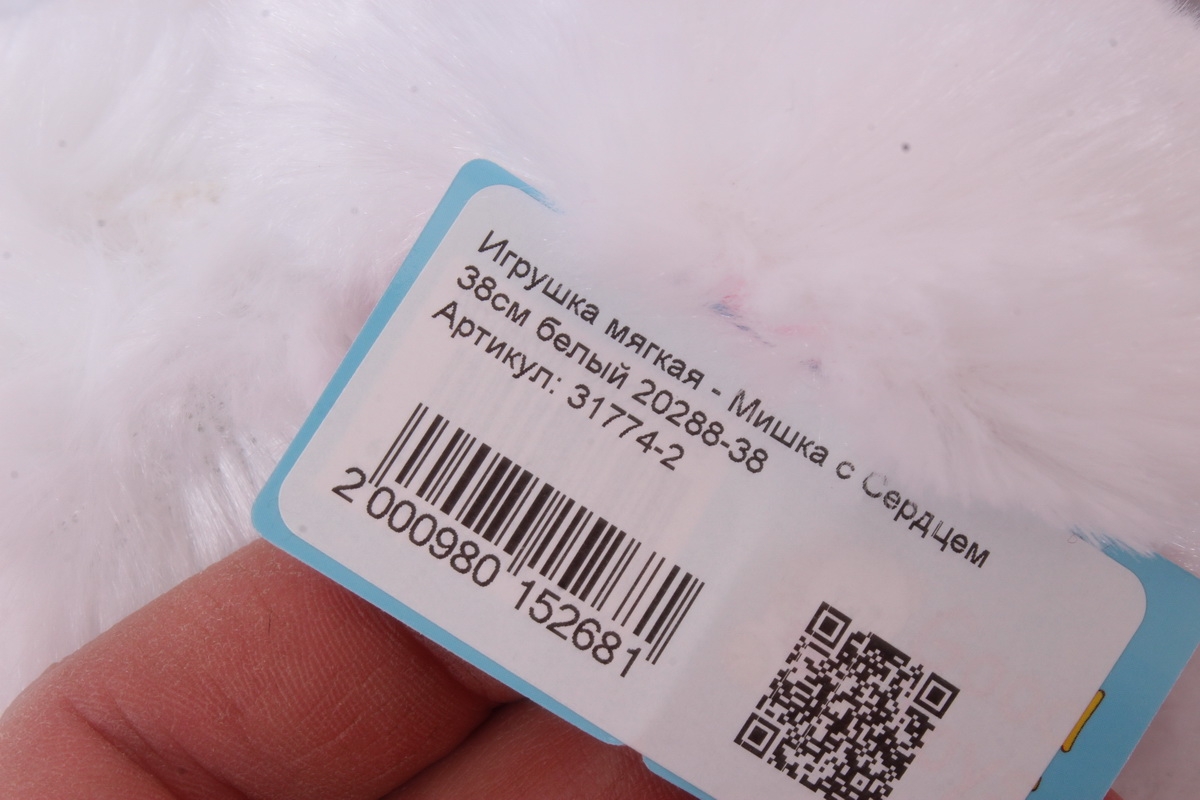 Игрушка мягкая - Мишка с Сердцем
38см белый 20288-38
Артикул: 31774-2
2 000980 152681